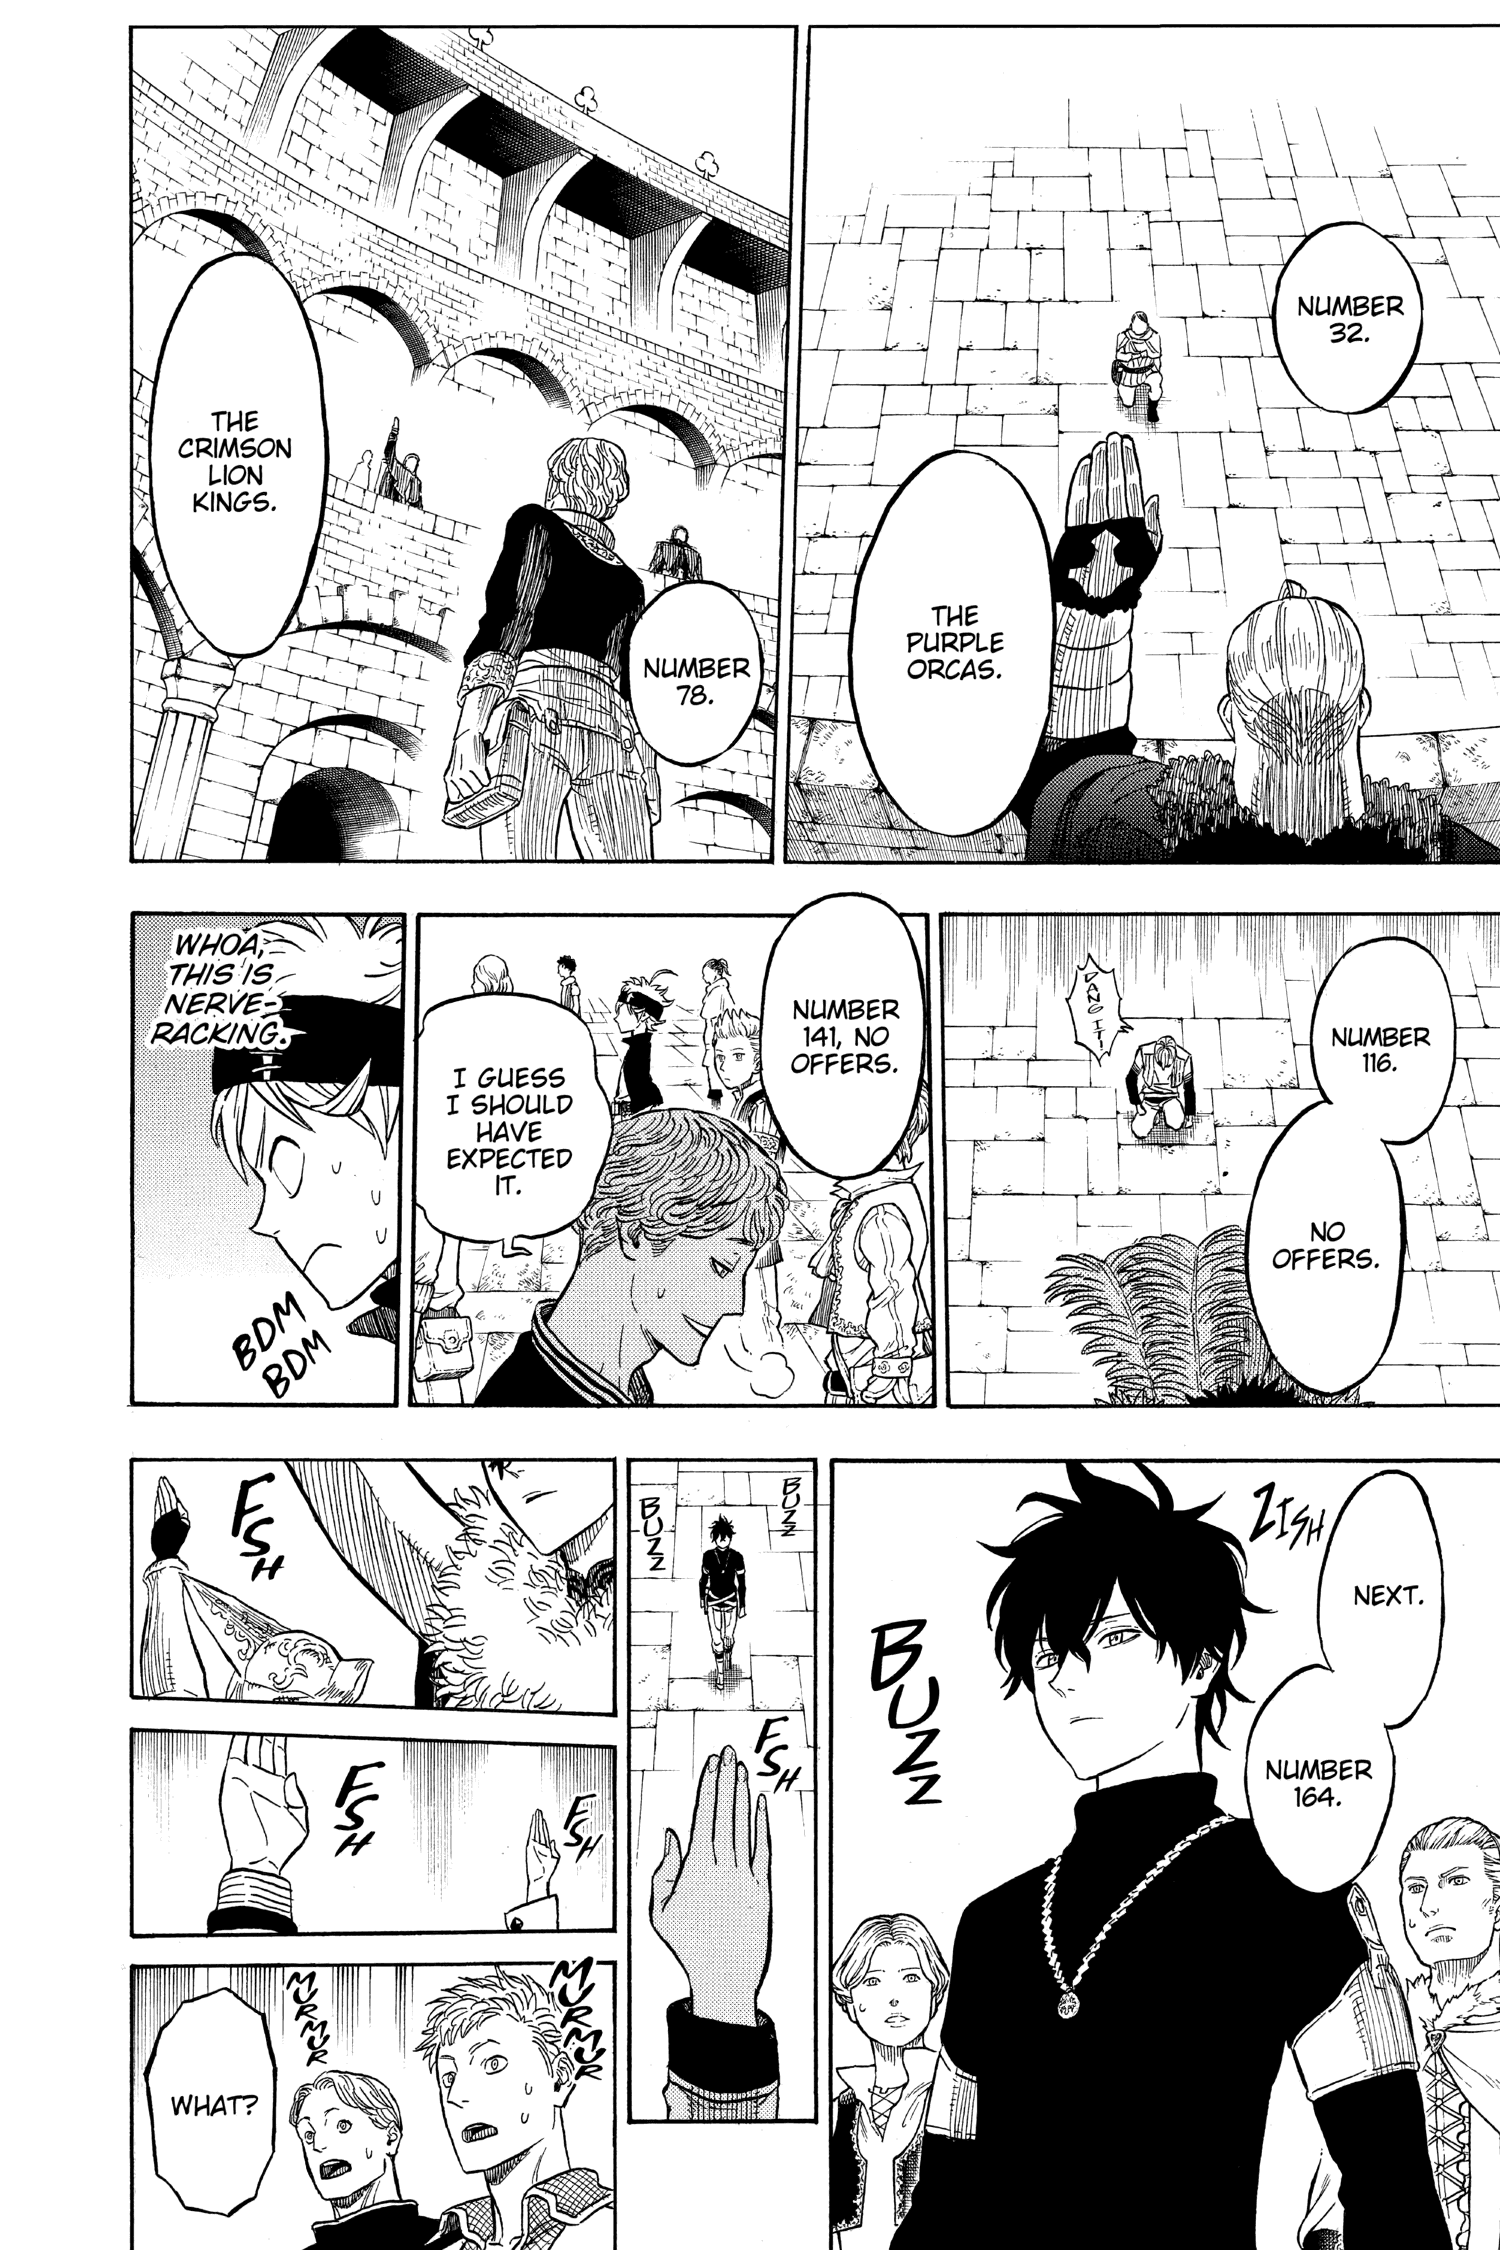 NUMBER
32.
THE
PURPLE
ORCAS.
NUMBER
78.
THE
CRIMSON
LION
KINGS.
NUMBER
116.
DANG IT!
NO
OFFERS.
NUMBER
141, NO
OFFERS.
I GUESS
I SHOULD
HAVE
EXPECTED
IT.
WHOA,
THIS IS
NERVE-
RACKING.
BDM
BDM
NEXT.
ZISH
NUMBER
164.
BUZZ
BUZZ
BUZZ
FSH
FSH
FSH
FSH
MURMUR
MURMUR
WHAT?